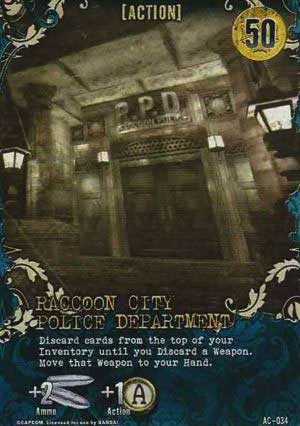 [ACTION]
50
R.P.D.
RACCOON CITY
POLICE DEPARTMENT
Discard cards from the top of your
Inventory until you Discard a Weapon.
Move that Weapon to your Hand.
+2
+1 A
Ammo
Action
©CAPCOM. Licensed for use by BANDAI
AC-034